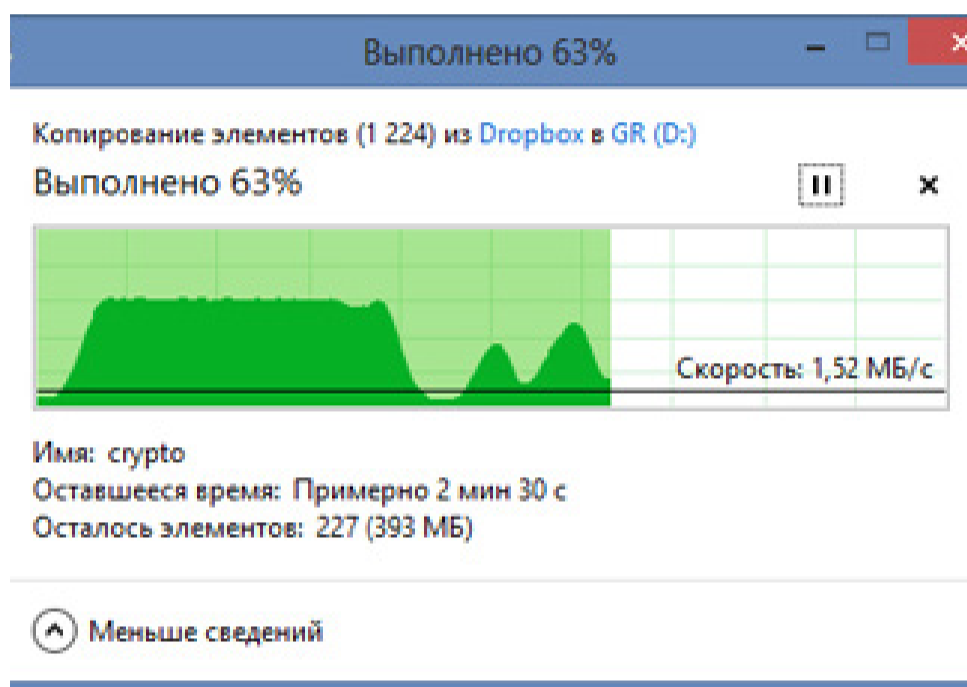 Выполнено 63%
Копирование элементов (1 224) из Dropbox в GR (D:)
Выполнено 63%
Скорость: 1,52 МБ/с
Имя: crypto
Оставшееся время: Примерно 2 мин 30 с
Осталось элементов: 227 (393 МБ)
Меньше сведений